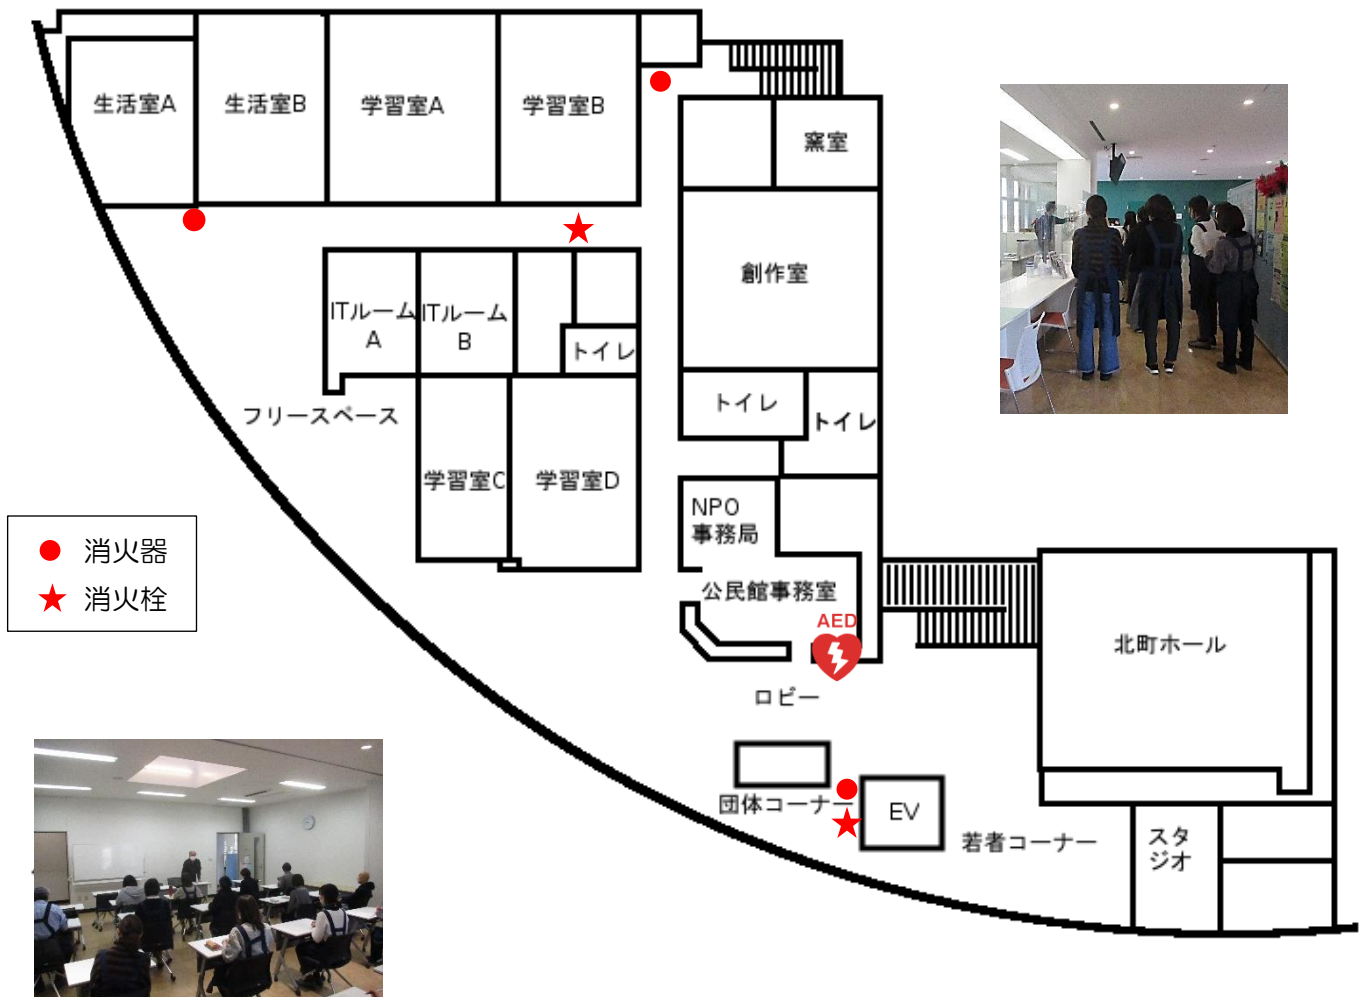 生活室A
生活室B
学習室A
学習室B
窯室
創作室
ITルーム
A
ITルーム
B
トイレ
フリースペース
トイレ
トイレ
学習室C
学習室D
NPO
事務局
公民館事務室
AED
消火器
消火栓
北町ホール
ロビー
団体コーナー
EV
若者コーナー
スタ
ジオ